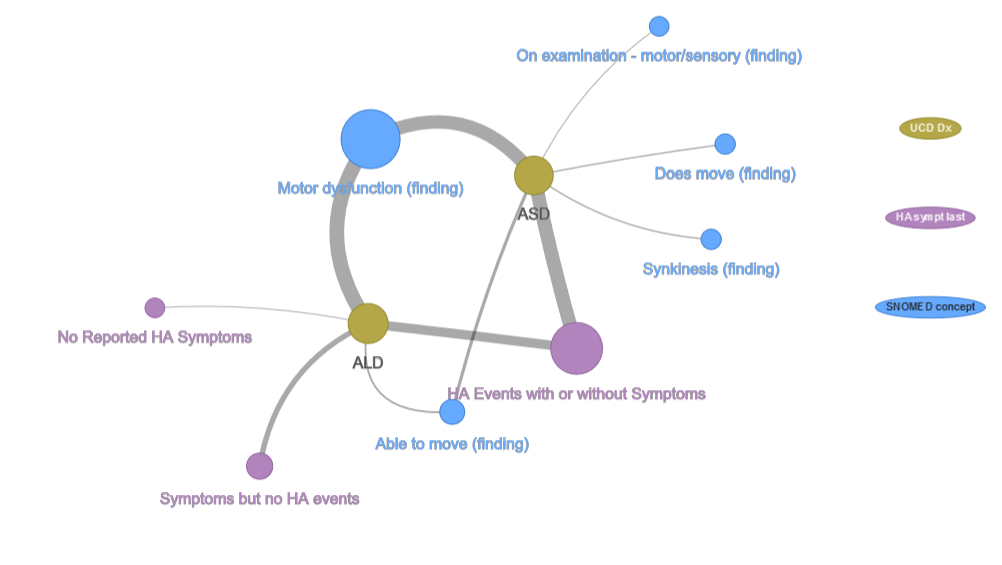 On examination - motor/sensory (finding)
UCD Dx
Does move (finding)
Motor dysfunction (finding)
ASD
HA sympt last
Synkinesis (finding)
SNOMED concept
No Reported HA Symptoms
ALD
HA Events with or without Symptoms
Able to move (finding)
Symptoms but no HA events